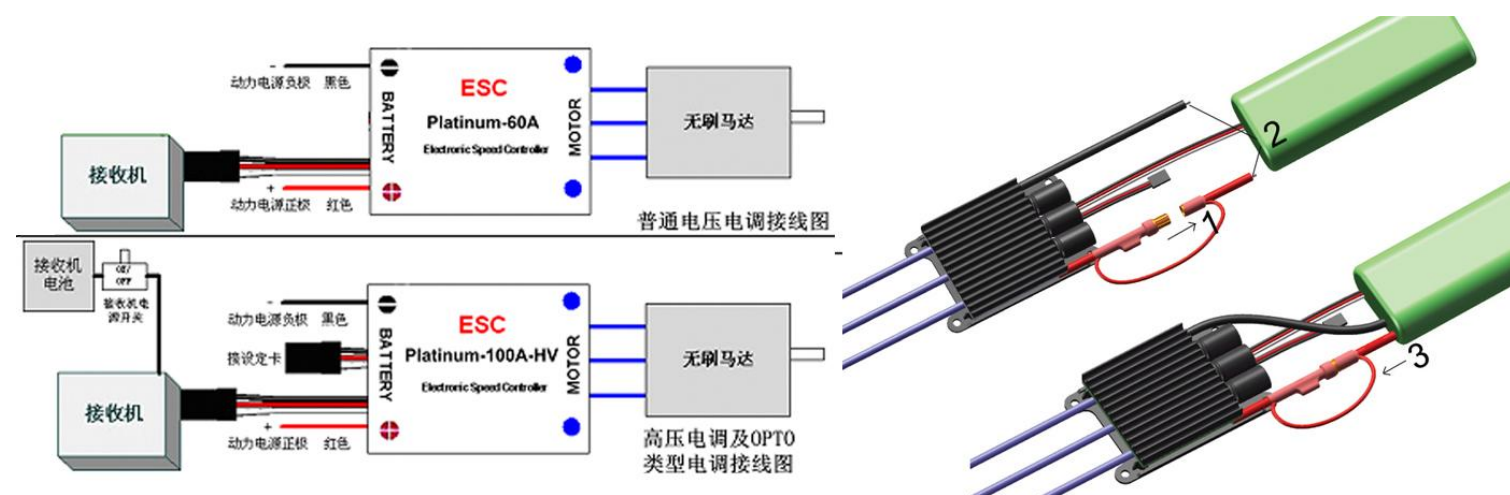 -
动力电源负极 黑色
接收机
+
动力电源正极 红色
BATTERY
ESC
Platinum-60A
Electronic Speed Controller
MOTOR
无刷马达
普通电压电调接线图
接收机
电池
ON/
OFF
接收机电
源开关
接收机
-
动力电源负极 黑色
接设定卡
+
动力电源正极 红色
BATTERY
ESC
Platinum-100A-HV
Electronic Speed Controller
MOTOR
无刷马达
高压电调及OPTO
类型电调接线图
1
2
3